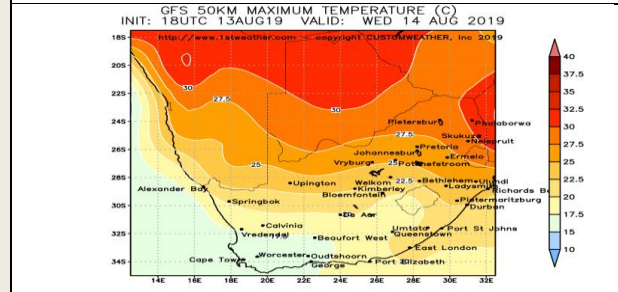 GFS 50KM MAXIMUM TEMPERATURE (C)
INIT: 18UTC 13AUG19 VALID: WED 14 AUG 2019
http://www.1stweather.com - copyright CUSTOMWEATHER, Inc 2019
18S
20S
22S
24S
26S
28S
30S
32S
34S
30
27.5
30
27.5
25
25
22.5
Pietersburg
Phalaborwa
Skukuza
Nelspruit
Pretoria
Johannesburg
Ermelo
Vryburg
Potchefstroom
Upington
Welkom
Bethlehem
Ulundi
Kimberley
Ladysmith
Alexander Bay
Bloemfontein
Richards B
Springbok
Pietermaritzburg
Durban
De Aar
Calvinia
Umtata
Port St Johns
Vredendal
Beaufort West
Queenstown
East London
Cape Town
Worcester
Oudtshoorn
George
Port Elizabeth
14E 16E 18E 20E 22E 24E 26E 28E 30E 32E
40
37.5
35
32.5
30
27.5
25
22.5
20
17.5
15
10